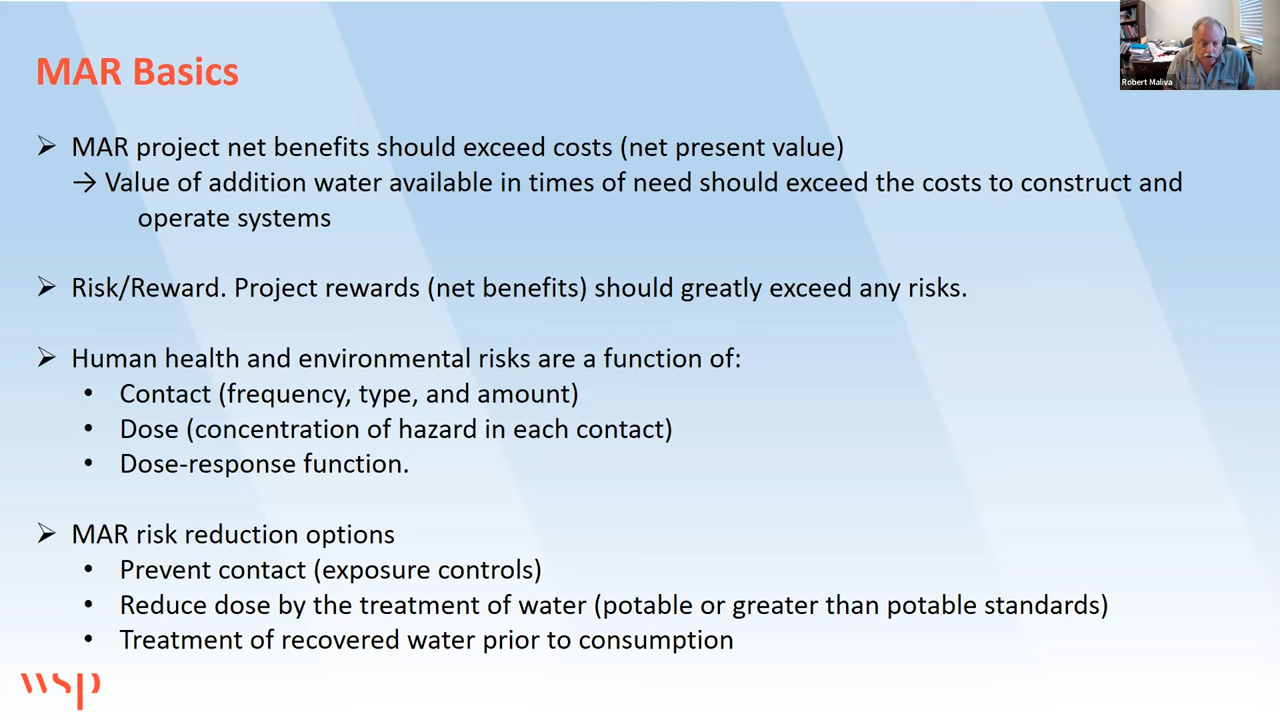 MAR Basics
Robert Maliva
➢ MAR project net benefits should exceed costs (net present value)
→ Value of addition water available in times of need should exceed the costs to construct and
operate systems
➢ Risk/Reward. Project rewards (net benefits) should greatly exceed any risks.
➢ Human health and environmental risks are a function of:
• Contact (frequency, type, and amount)
• Dose (concentration of hazard in each contact)
• Dose-response function.
➢ MAR risk reduction options
• Prevent contact (exposure controls)
• Reduce dose by the treatment of water (potable or greater than potable standards)
• Treatment of recovered water prior to consumption
wsp